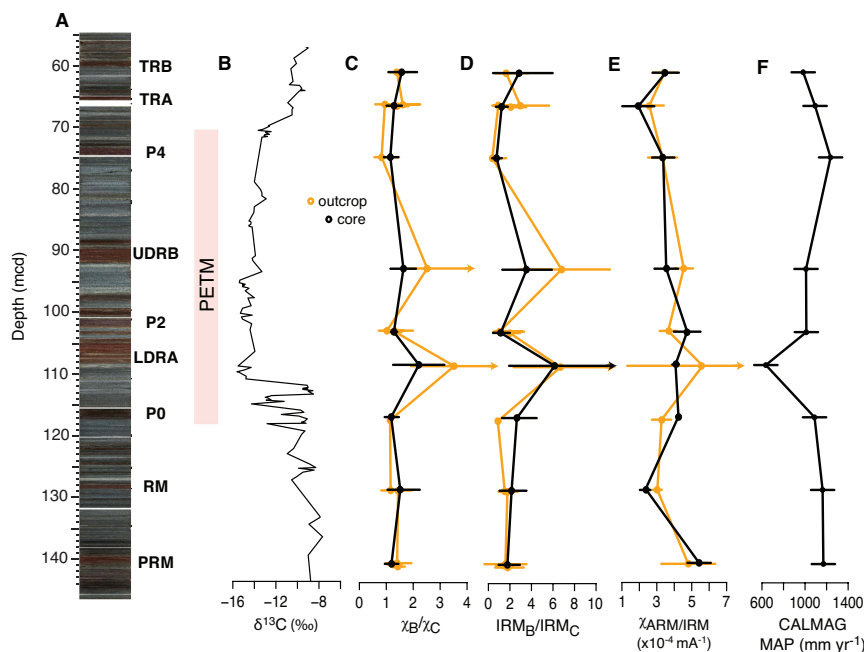 A
B
C
D
E
F
Depth (mcd)
60
70
80
90
100
110
120
130
140
TRB
TRA
P4
UDRB
P2
LDRA
P0
RM
PRM
PETM
outcrop
core
−16 −12 −8
δ¹³C (‰)
0 1 2 3 4
χB/χC
0 2 4 6 8 10
IRMB/IRMC
1 3 5 7
χARM/IRM
(x10⁻⁴ mA⁻¹)
600 1000 1400
CALMAG
MAP (mm yr⁻¹)